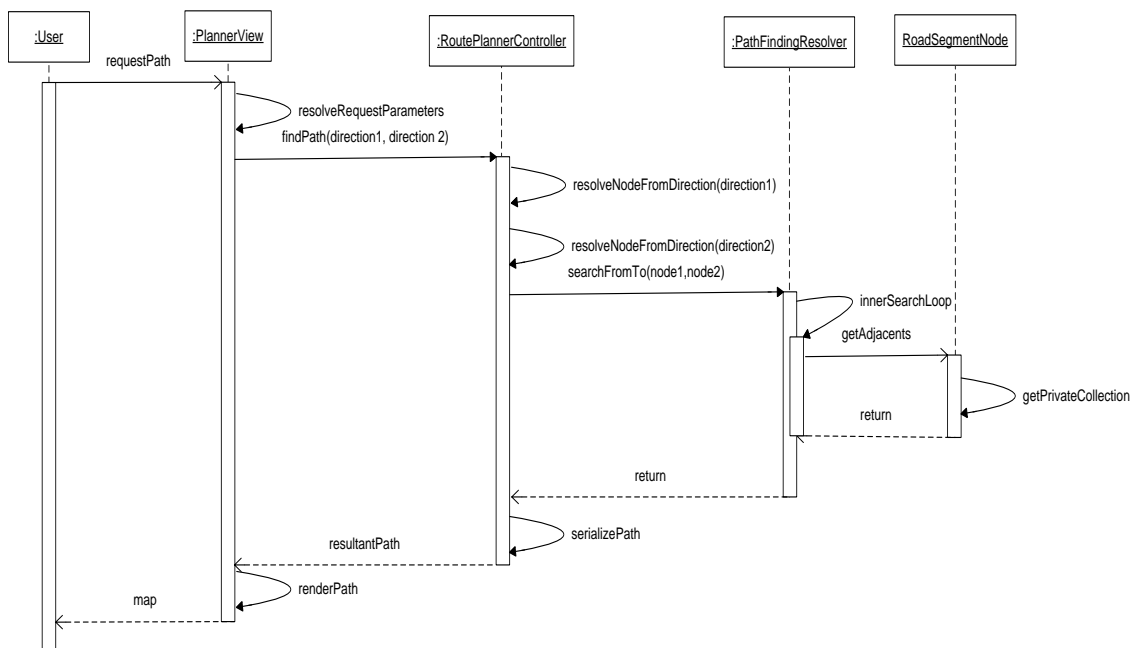 :User
:PlannerView
:RoutePlannerController
:PathFindingResolver
RoadSegmentNode
requestPath
resolveRequestParameters
findPath(direction1, direction 2)
resolveNodeFromDirection(direction1)
resolveNodeFromDirection(direction2)
searchFromTo(node1,node2)
innerSearchLoop
getAdjacents
getPrivateCollection
return
return
serializePath
resultantPath
renderPath
map